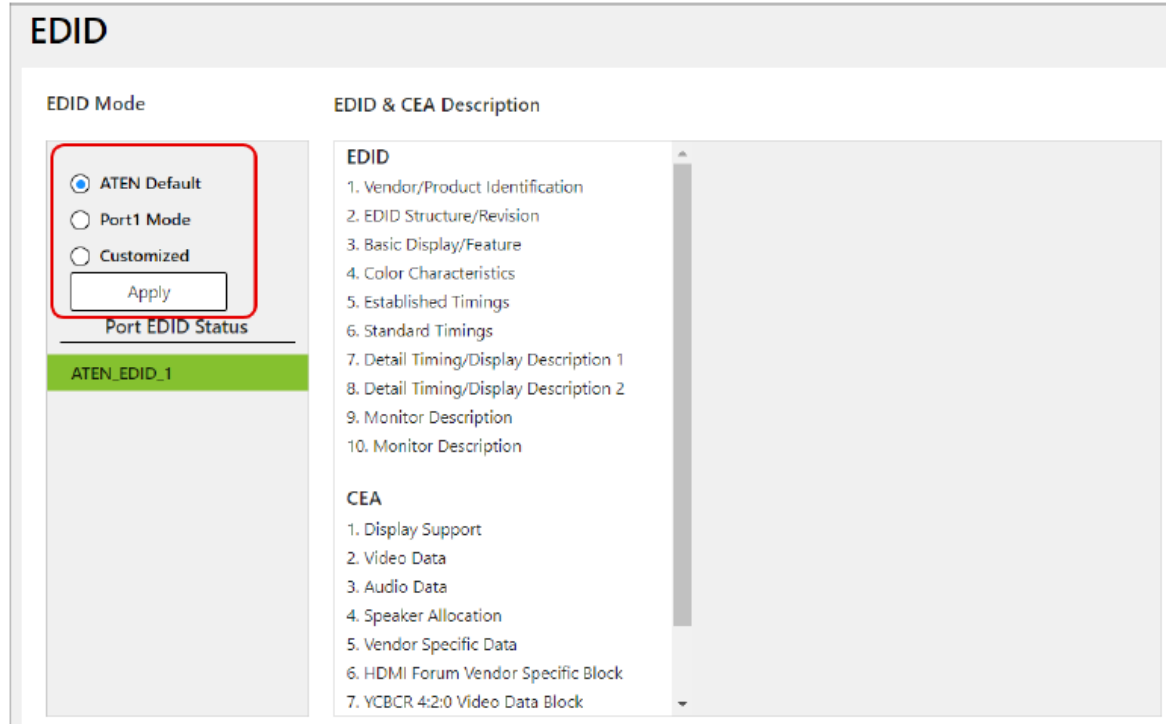 EDID
EDID Mode
ATEN Default
Port1 Mode
Customized
Apply
Port EDID Status
ATEN_EDID_1
EDID & CEA Description
EDID
1. Vendor/Product Identification
2. EDID Structure/Revision
3. Basic Display/Feature
4. Color Characteristics
5. Established Timings
6. Standard Timings
7. Detail Timing/Display Description 1
8. Detail Timing/Display Description 2
9. Monitor Description
10. Monitor Description
CEA
1. Display Support
2. Video Data
3. Audio Data
4. Speaker Allocation
5. Vendor Specific Data
6. HDMI Forum Vendor Specific Block
7. YCBCR 4:2:0 Video Data Block